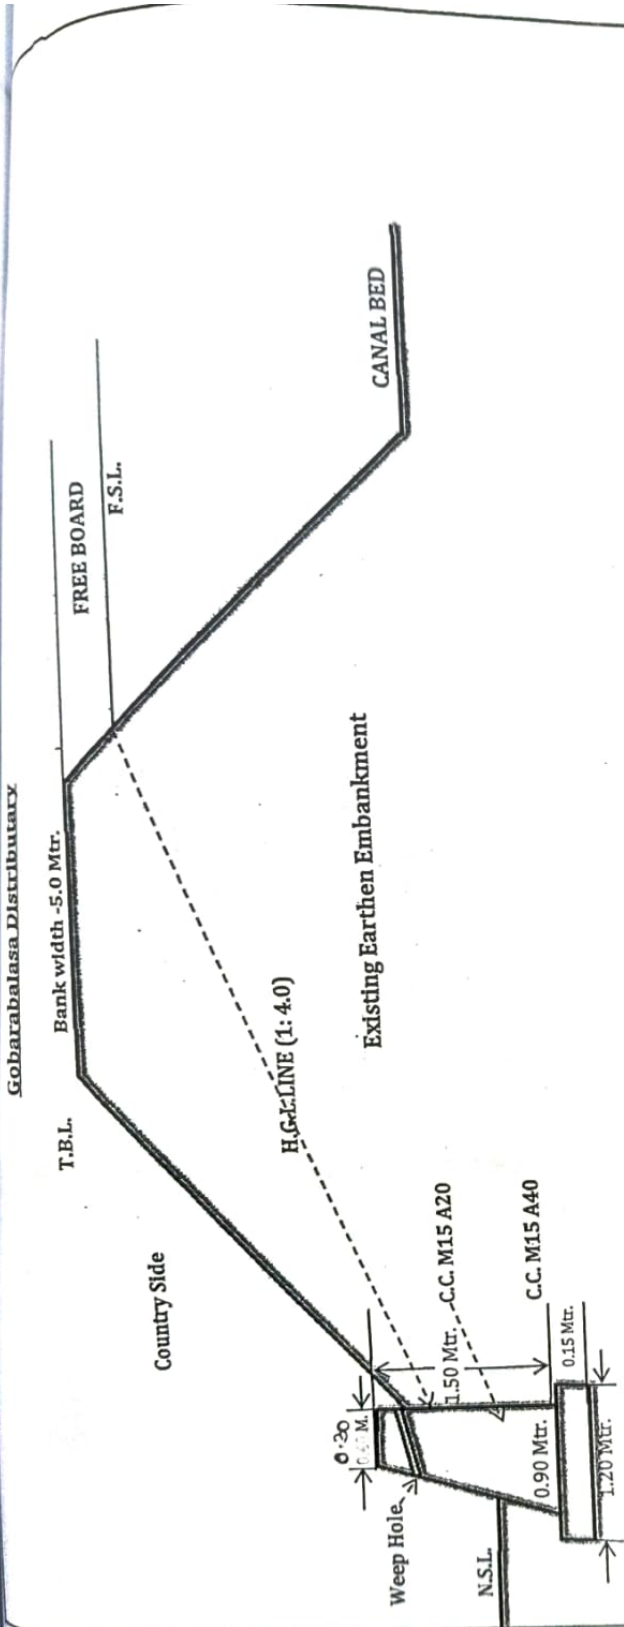 Gobarabalasa Distributary
T.B.L.
Bank width -5.0 Mtr.
FREE BOARD
F.S.L.
Country Side
H.G.L.LINE (1: 4.0)
CANAL BED
Existing Earthen Embankment
0.30
M.
Weep Hole
1.50 Mtr.
C.C. M15 A20
N.S.L.
0.90 Mtr.
C.C. M15 A40
0.15 Mtr.
1.20 Mtr.